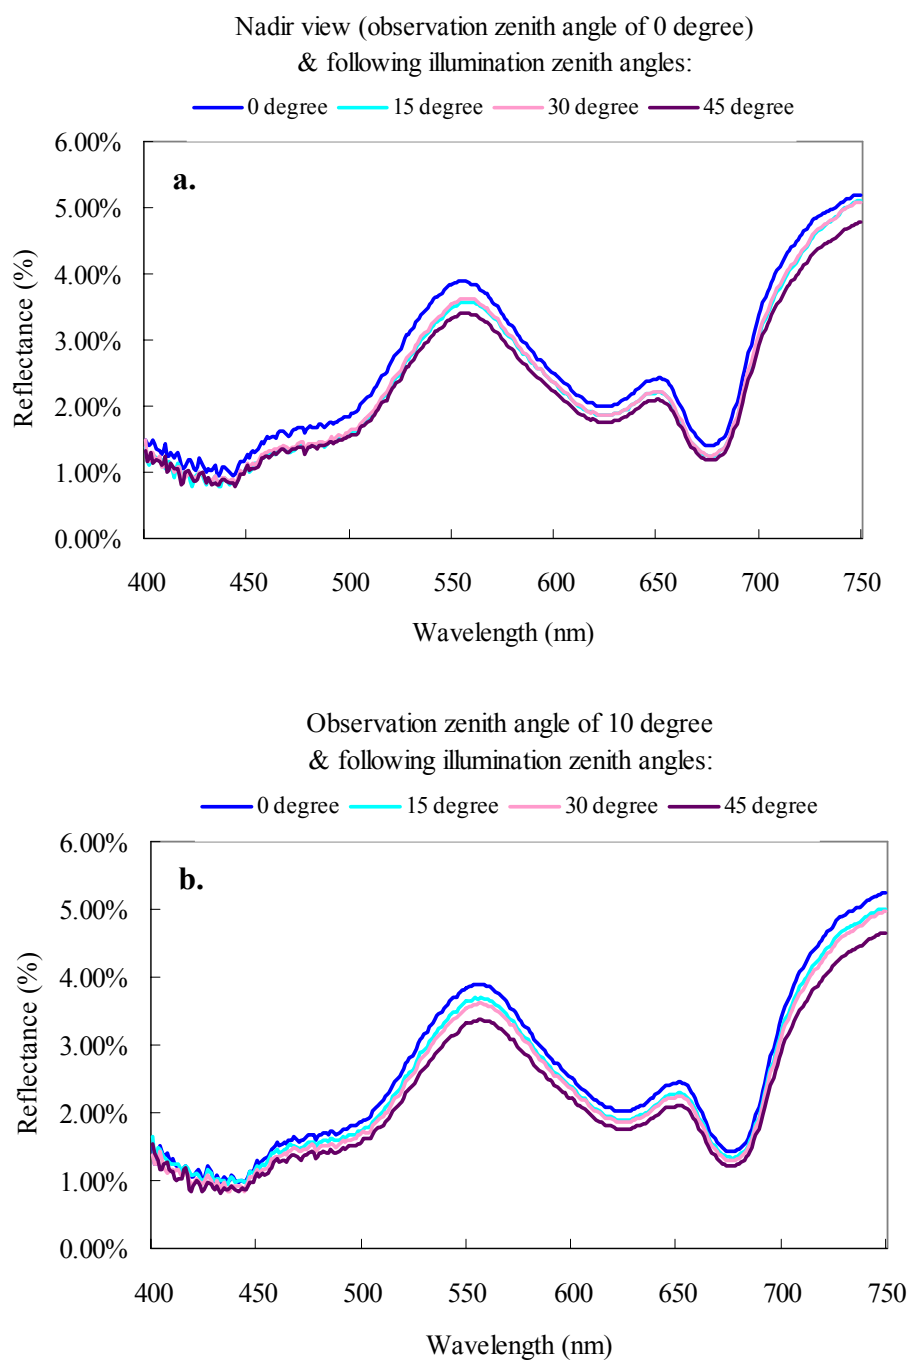 Nadir view (observation zenith angle of 0 degree)
& following illumination zenith angles:
0 degree 15 degree 30 degree 45 degree
6.00%
a.
5.00%
4.00%
3.00%
2.00%
1.00%
0.00%
Reflectance (%)
400 450 500 550 600 650 700 750
Wavelength (nm)
Observation zenith angle of 10 degree
& following illumination zenith angles:
0 degree 15 degree 30 degree 45 degree
6.00%
b.
5.00%
4.00%
3.00%
2.00%
1.00%
0.00%
Reflectance (%)
400 450 500 550 600 650 700 750
Wavelength (nm)